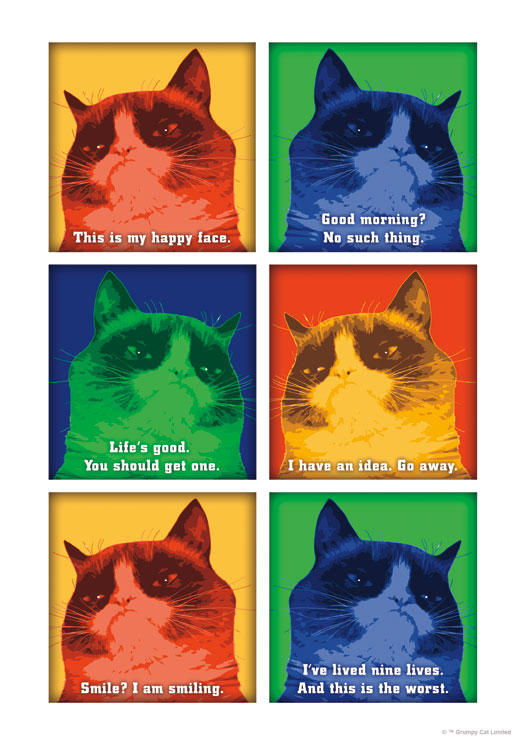 This is my happy face.
Good morning?
No such thing.
Life's good.
You should get one.
I have an idea. Go away.
Smile? I am smiling.
I've lived nine lives.
And this is the worst.
© ™ Grumpy Cat Limited